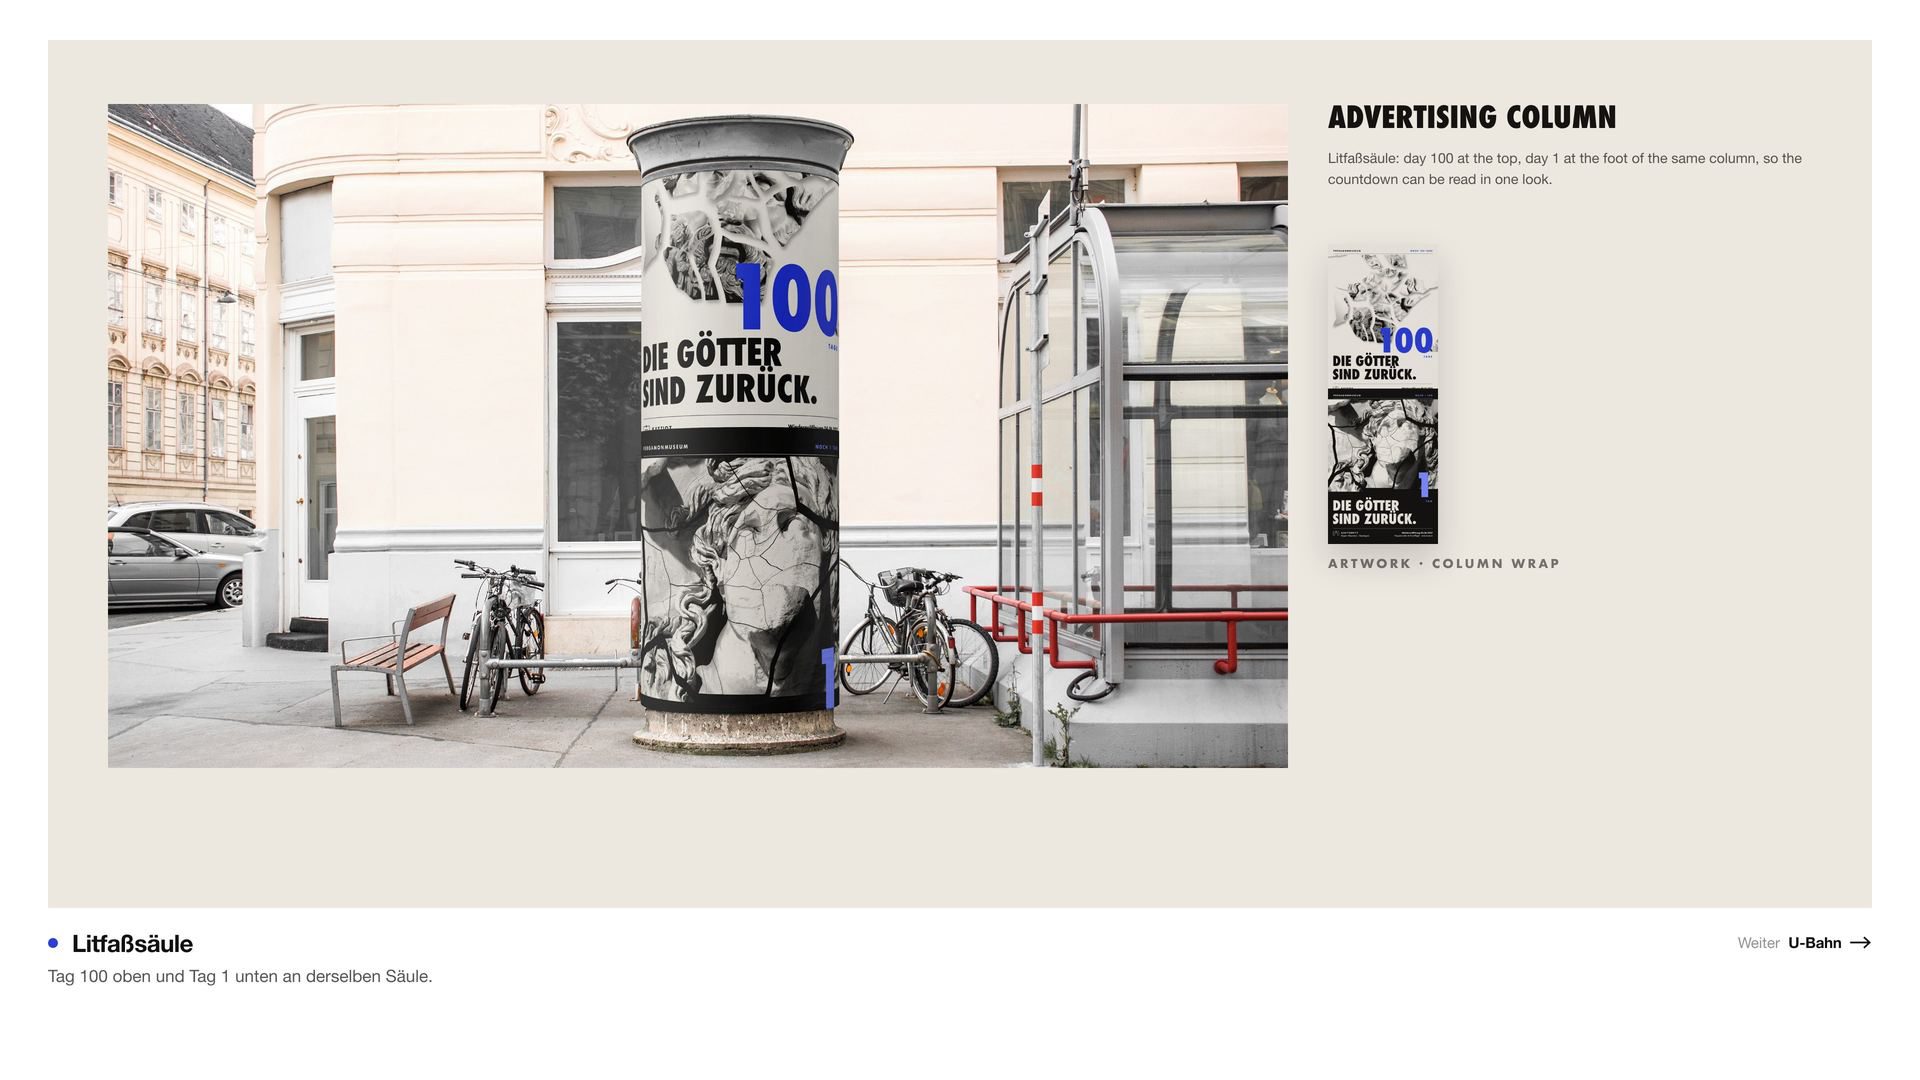 ADVERTISING COLUMN
Litfaßsäule: day 100 at the top, day 1 at the foot of the same column, so the
countdown can be read in one look.
100
DIE GÖTTER
SIND ZURÜCK.
1
100
DIE GÖTTER
SIND ZURÜCK.
1
DIE GÖTTER
SIND ZURÜCK.
ARTWORK · COLUMN WRAP
Litfaßsäule
Tag 100 oben und Tag 1 unten an derselben Säule.
Weiter U-Bahn